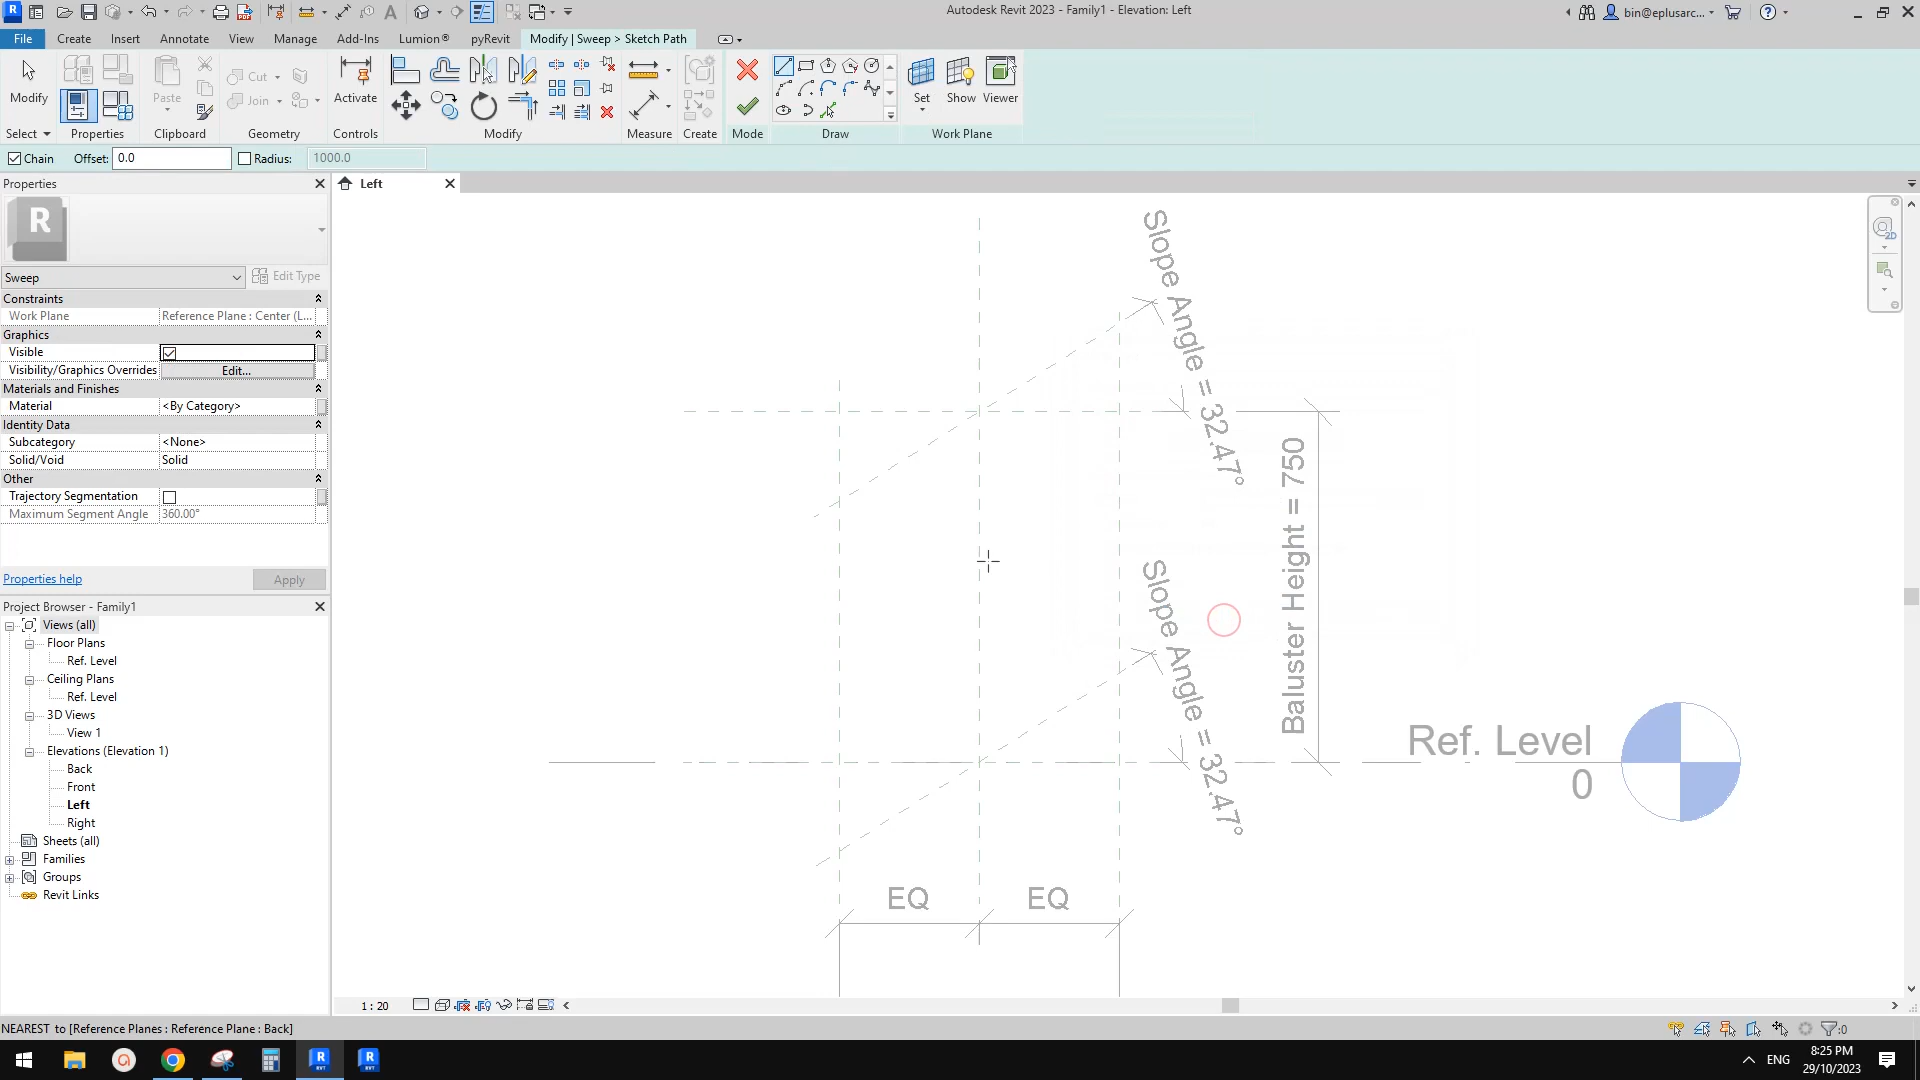 Autodesk Revit 2023 - Family1 - Elevation: Left
bin@eplusarc...
File
Create
Insert
Annotate
View
Manage
Add-Ins
Lumion®
pyRevit
Modify | Sweep > Sketch Path
Modify
Paste
Cut
Join
Activate
Set
Show
Viewer
Select
Properties
Clipboard
Geometry
Controls
Modify
Measure
Create
Mode
Draw
Work Plane
Chain
Offset:
0.0
Radius:
1000.0
Properties
R
Sweep
Edit Type
Constraints
Work Plane
Reference Plane : Center (L...
Graphics
Visible
Visibility/Graphics Overrides
Edit...
Materials and Finishes
Material
<By Category>
Identity Data
Subcategory
<None>
Solid/Void
Solid
Other
Trajectory Segmentation
Maximum Segment Angle
360.00°
Properties help
Apply
Project Browser - Family1
Views (all)
Floor Plans
Ref. Level
Ceiling Plans
Ref. Level
3D Views
View 1
Elevations (Elevation 1)
Back
Front
Left
Right
Sheets (all)
Families
Groups
Revit Links
Left
Slope Angle = 32.47°
Baluster Height = 750
Slope Angle = 32.47°
Ref. Level
0
EQ
EQ
2D
1 : 20
NEAREST to [Reference Planes : Reference Plane : Back]
:0
ENG
8:25 PM
29/10/2023